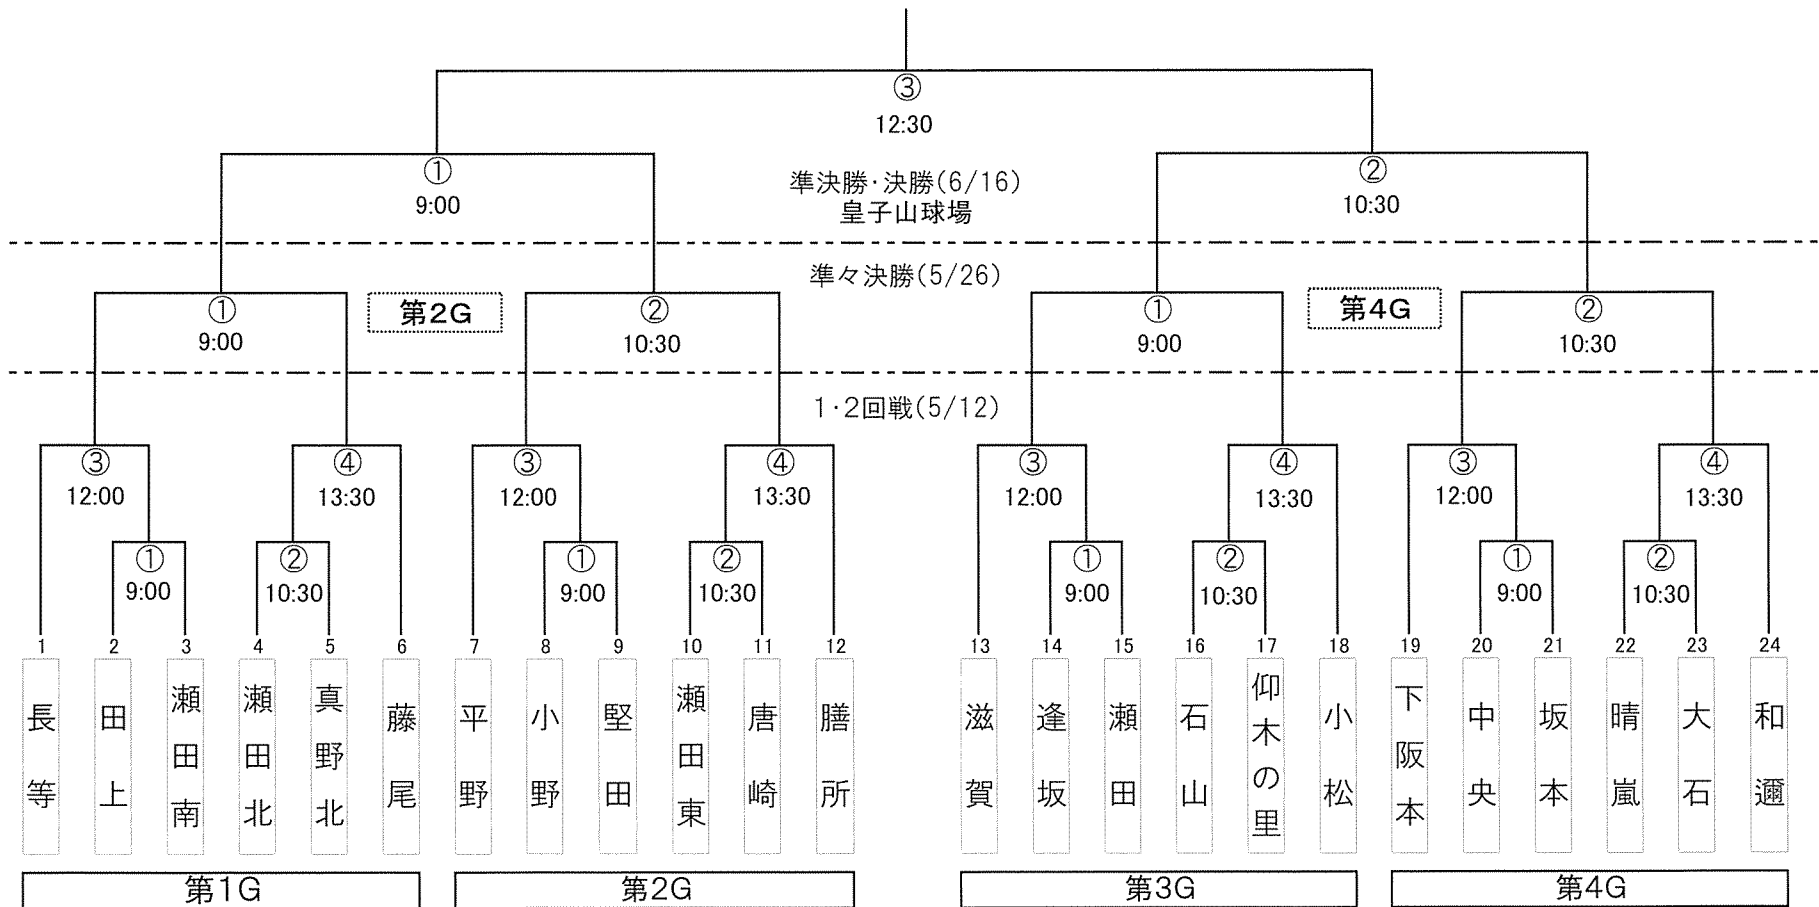 ③
12:30
① ②
9:00 10:30
準決勝・決勝(6/16)
皇子山球場
準々決勝(5/26)
① 第2G ② ① 第4G ②
9:00 10:30 9:00 10:30
1・2回戦(5/12)
③ ④ ③ ④ ③ ④ ③ ④
12:00 13:30 12:00 13:30 12:00 13:30 12:00 13:30
① ② ① ② ① ② ① ②
9:00 10:30 9:00 10:30 9:00 10:30 9:00 10:30
1 2 3 4 5 6 7 8 9 10 11 12 13 14 15 16 17 18 19 20 21 22 23 24
長等
田上
瀬田南
瀬田北
真野北
藤尾
平野
小野
堅田
瀬田東
唐崎
膳所
滋賀
逢坂
瀬田
石山
仰木の里
小松
下阪本
中央
坂本
晴嵐
大石
和邇
第1G 第2G 第3G 第4G